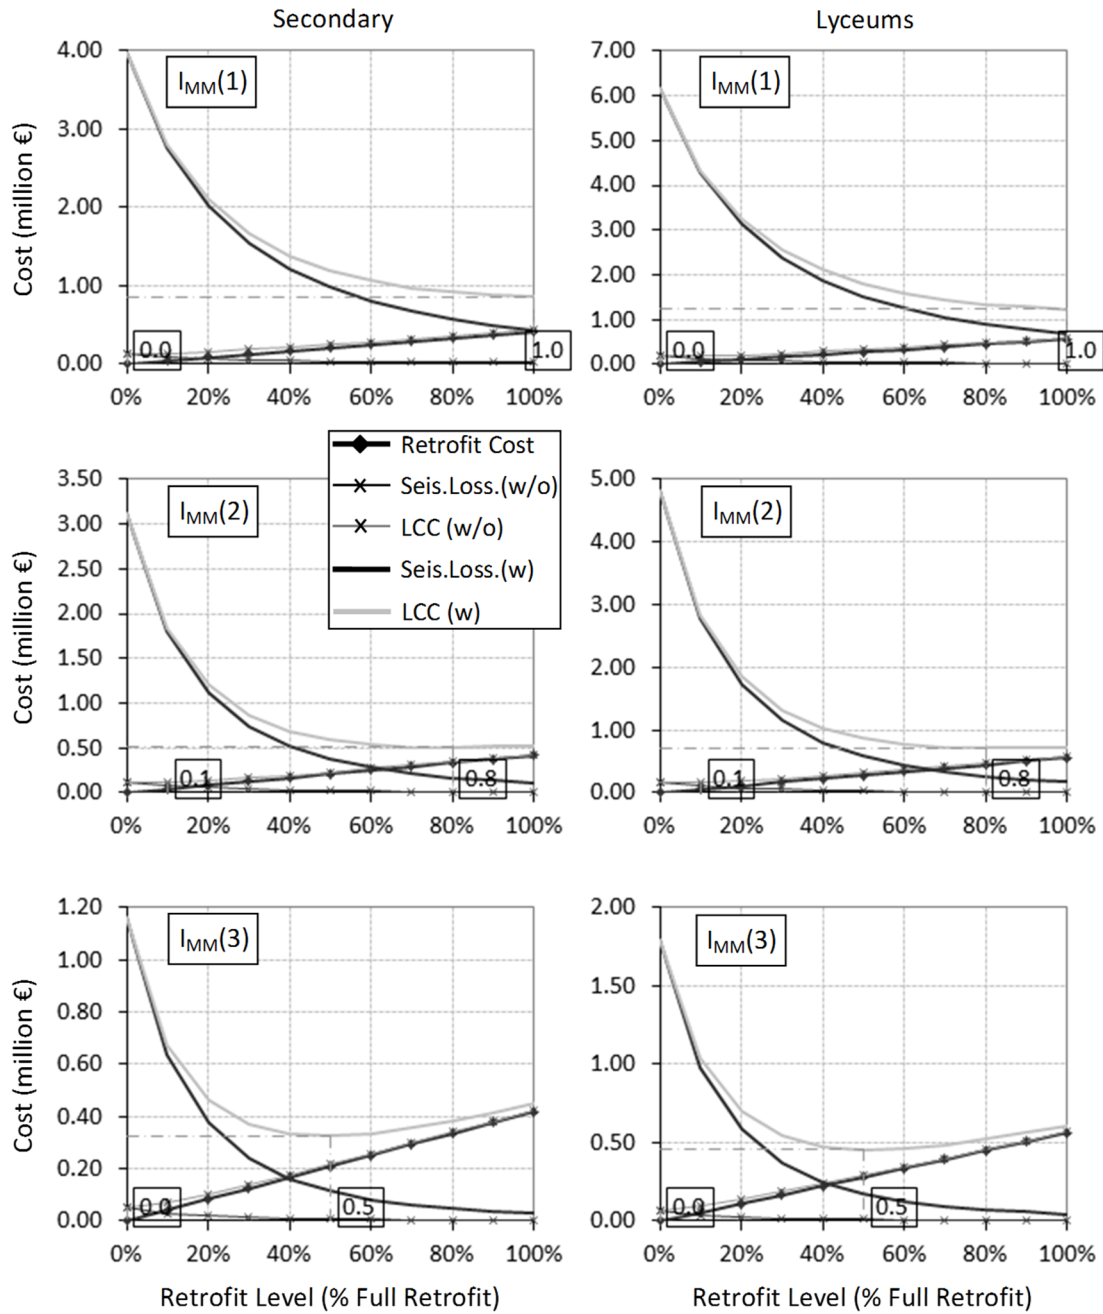 Secondary
Lyceums
Cost (million €)
4.00
3.00
2.00
1.00
0.00
I_MM(1)
0.0
1.0
0% 20% 40% 60% 80% 100%
7.00
6.00
5.00
4.00
3.00
2.00
1.00
0.00
I_MM(1)
0.0
1.0
0% 20% 40% 60% 80% 100%
Retrofit Cost
Seis.Loss.(w/o)
LCC (w/o)
Seis.Loss.(w)
LCC (w)
Cost (million €)
3.50
3.00
2.50
2.00
1.50
1.00
0.50
0.00
I_MM(2)
0.1
0.8
0% 20% 40% 60% 80% 100%
5.00
4.00
3.00
2.00
1.00
0.00
I_MM(2)
0.1
0.8
0% 20% 40% 60% 80% 100%
Cost (million €)
1.20
1.00
0.80
0.60
0.40
0.20
0.00
I_MM(3)
0.0
0.5
0% 20% 40% 60% 80% 100%
Retrofit Level (% Full Retrofit)
2.00
1.50
1.00
0.50
0.00
I_MM(3)
0.0
0.5
0% 20% 40% 60% 80% 100%
Retrofit Level (% Full Retrofit)